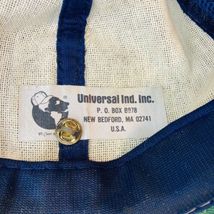 Universal Ind. Inc.
P. O. BOX 8978
NEW BEDFORD, MA 02741
U.S.A.